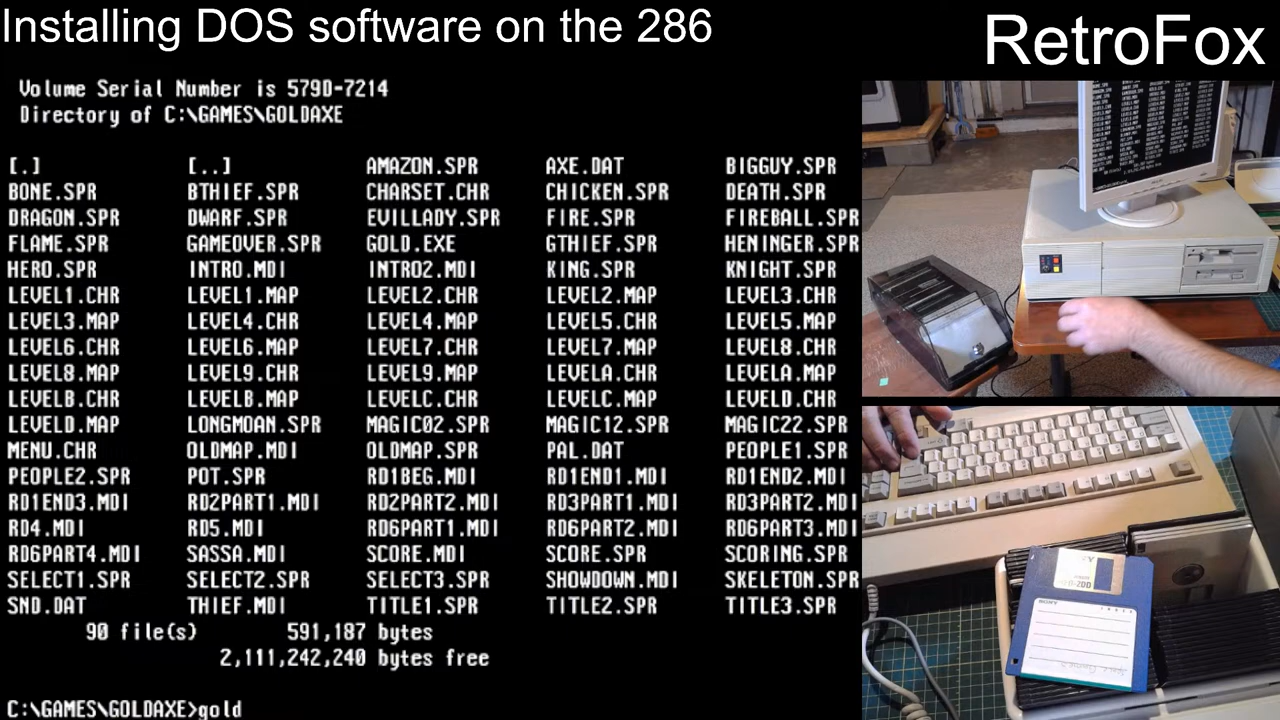 Installing DOS software on the 286
RetroFox
Volume Serial Number is 579D-7214
Directory of C:\GAMES\GOLDAXE
[.] [..] AMAZON.SPR AXE.DAT BIGGUY.SPR
BONE.SPR BTHIEF.SPR CHARSET.CHR CHICKEN.SPR DEATH.SPR
DRAGON.SPR DWARF.SPR EVILLADY.SPR FIRE.SPR FIREBALL.SPR
FLAME.SPR GAMEOVER.SPR GOLD.EXE GTHIEF.SPR HENINGER.SPR
HERO.SPR INTRO.MDI INTRO2.MDI KING.SPR KNIGHT.SPR
LEVEL1.CHR LEVEL1.MAP LEVEL2.CHR LEVEL2.MAP LEVEL3.CHR
LEVEL3.MAP LEVEL4.CHR LEVEL4.MAP LEVEL5.CHR LEVEL5.MAP
LEVEL6.CHR LEVEL6.MAP LEVEL7.CHR LEVEL7.MAP LEVEL8.CHR
LEVEL8.MAP LEVEL9.CHR LEVEL9.MAP LEVELA.CHR LEVELA.MAP
LEVELB.CHR LEVELB.MAP LEVELC.CHR LEVELC.MAP LEVELD.CHR
LEVELD.MAP LONGMOAN.SPR MAGIC02.SPR MAGIC12.SPR MAGIC22.SPR
MENU.CHR OLDMAP.MDI OLDMAP.SPR PAL.DAT PEOPLE1.SPR
PEOPLE2.SPR POT.SPR RD1BEG.MDI RD1END1.MDI RD1END2.MDI
RD1END3.MDI RD2PART1.MDI RD2PART2.MDI RD3PART1.MDI RD3PART2.MDI
RD4.MDI RD5.MDI RD6PART1.MDI RD6PART2.MDI RD6PART3.MDI
RD6PART4.MDI SASSA.MDI SCORE.MDI SCORE.SPR SCORING.SPR
SELECT1.SPR SELECT2.SPR SELECT3.SPR SHOWDOWN.MDI SKELETON.SPR
SND.DAT THIEF.MDI TITLE1.SPR TITLE2.SPR TITLE3.SPR
90 file(s) 591,187 bytes
2,111,242,240 bytes free
C:\GAMES\GOLDAXE>gold
SONY